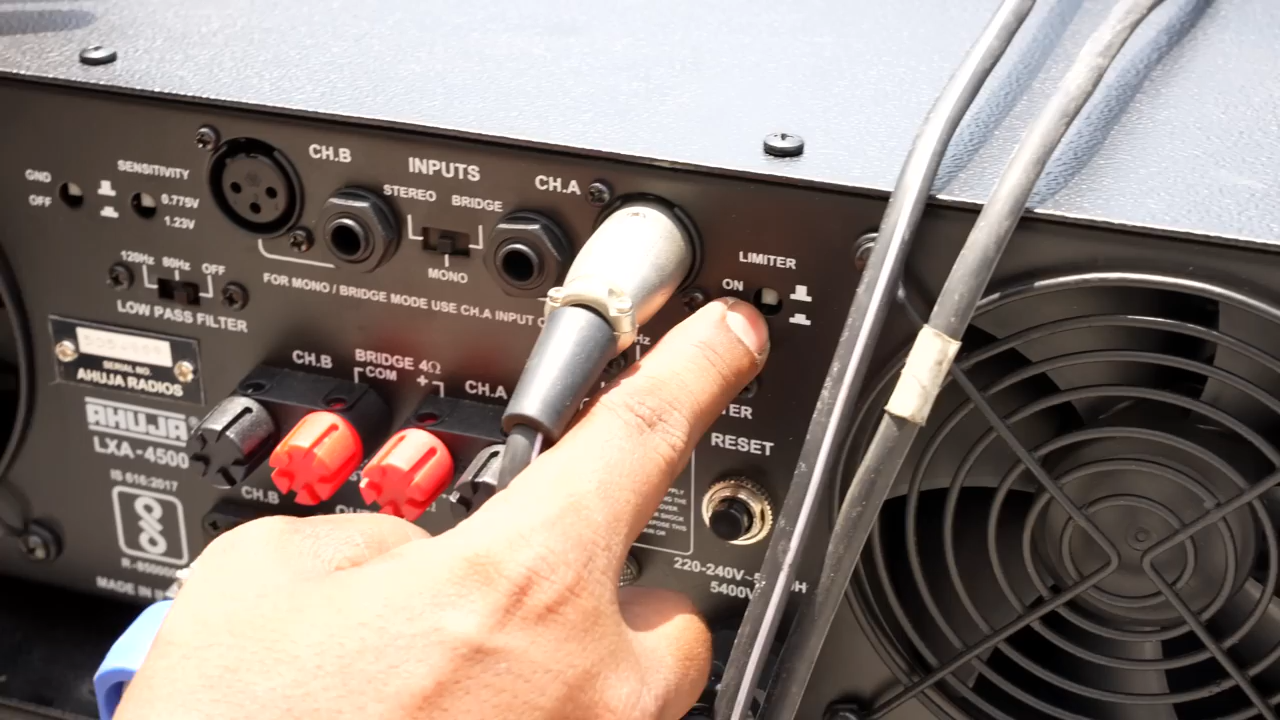 GND
OFF
SENSITIVITY
0.775V
1.23V
CH.B
INPUTS
STEREO BRIDGE
MONO
CH.A
LIMITER
ON
120Hz 80Hz OFF
LOW PASS FILTER
FOR MONO / BRIDGE MODE USE CH.A INPUT
SERIAL NO.
AHUJA RADIOS
AHUJA
LXA-4500
IS 616:2017
MADE IN
CH.B
BRIDGE 4Ω
COM +
CH.A
CH.B
RESET
220-240V~